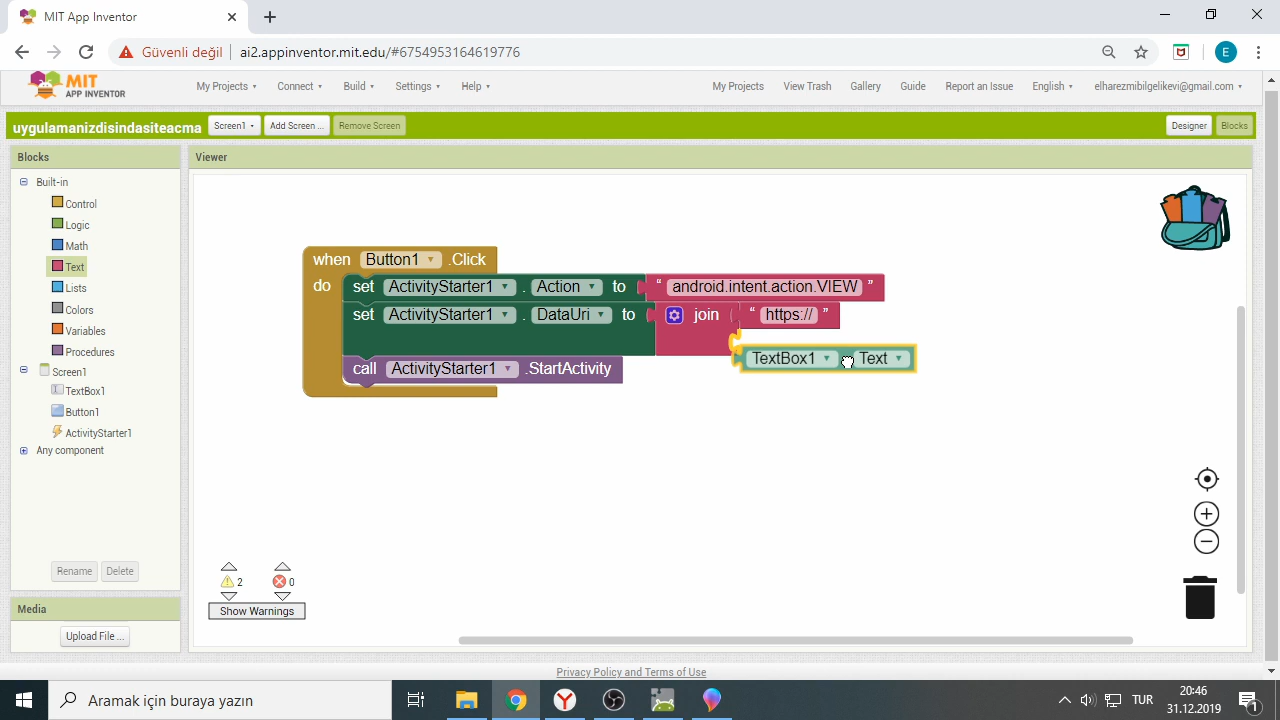 MIT App Inventor
Güvenli değil
ai2.appinventor.mit.edu/#6754953164619776
E
MIT
APP INVENTOR
My Projects
Connect
Build
Settings
Help
My Projects
View Trash
Gallery
Guide
Report an Issue
English
elharezmibilgelikevi@gmail.com
uygulamanizdisindasiteacma
Screen1
Add Screen ...
Remove Screen
Designer
Blocks
Blocks
Viewer
Built-in
Control
Logic
Math
Text
Lists
Colors
Variables
Procedures
Screen1
TextBox1
Button1
ActivityStarter1
Any component
Rename
Delete
Media
Upload File ...
when Button1 .Click
do set ActivityStarter1 . Action to " android.intent.action.VIEW "
set ActivityStarter1 . DataUri to join " https:// "
TextBox1 Text
call ActivityStarter1 .StartActivity
2
0
Show Warnings
Privacy Policy and Terms of Use
Aramak için buraya yazın
TUR
20:46
31.12.2019
1